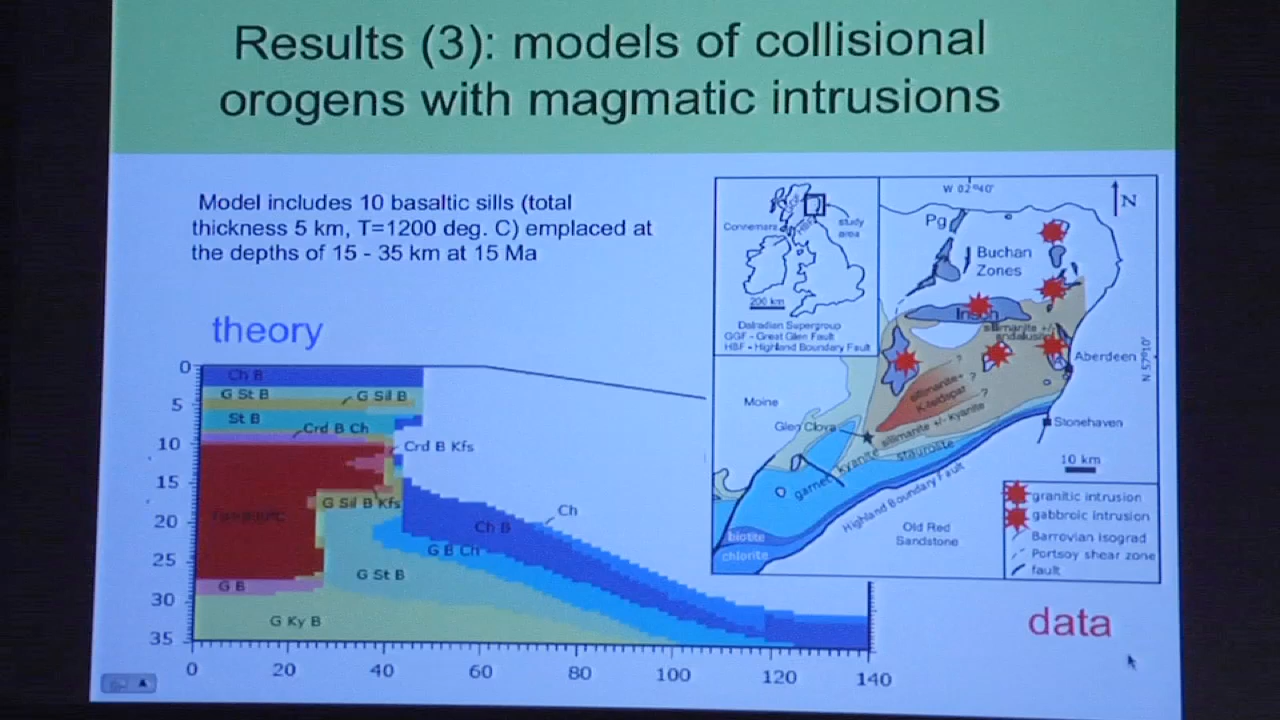 Results (3): models of collisional
orogens with magmatic intrusions
Model includes 10 basaltic sills (total
thickness 5 km, T=1200 deg. C) emplaced at
the depths of 15 - 35 km at 15 Ma
theory
0
5
10
15
20
25
30
35
Ch B
G St B
G Sil B
St B
Crd B Ch
Crd B Kfs
G Sil B Kfs
Ch
Ch B
G B Ch
G St B
G B
G Ky B
0
20
40
60
80
100
120
140
W 02°40'
N
Pg
Connemara
study
area
200 km
Buchan
Zones
Dalradian Supergroup
GGF - Great Glen Fault
HBF - Highland Boundary Fault
Insch
sillimanite +/-
andalusite
Aberdeen
N 57°10'
sillimanite+
K-feldspar
?
?
?
Moine
Glen Clova
sillimanite +/- kyanite
Stonehaven
kyanite
staurolite
garnet
10 km
Highland Boundary Fault
Old Red
Sandstone
biotite
chlorite
granitic intrusion
gabbroic intrusion
Barrovian isograd
Portsoy shear zone
fault
data